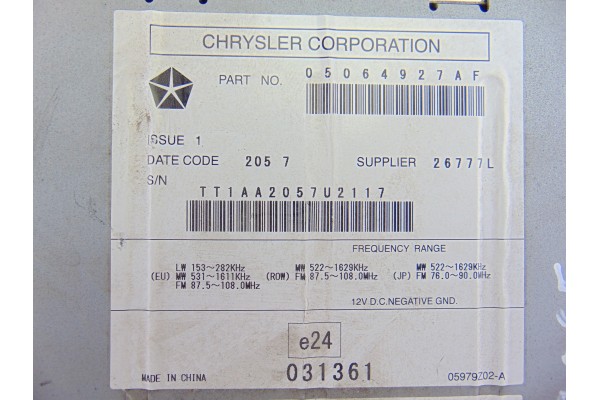 CHRYSLER CORPORATION
PART NO. 05064927AF
ISSUE 1
DATE CODE 2057 SUPPLIER 26777L
S/N
TT1AA2057U2117
FREQUENCY RANGE
LW 153~282KHz MW 522~1629KHz MW 522~1629KHz
(EU) MW 531~1611KHz (ROW) FM 87.5~108.0MHz (JP) FM 76.0~90.0MHz
FM 87.5~108.0MHz
12V D.C.NEGATIVE GND.
e24
031361
MADE IN CHINA 05979Z02-A